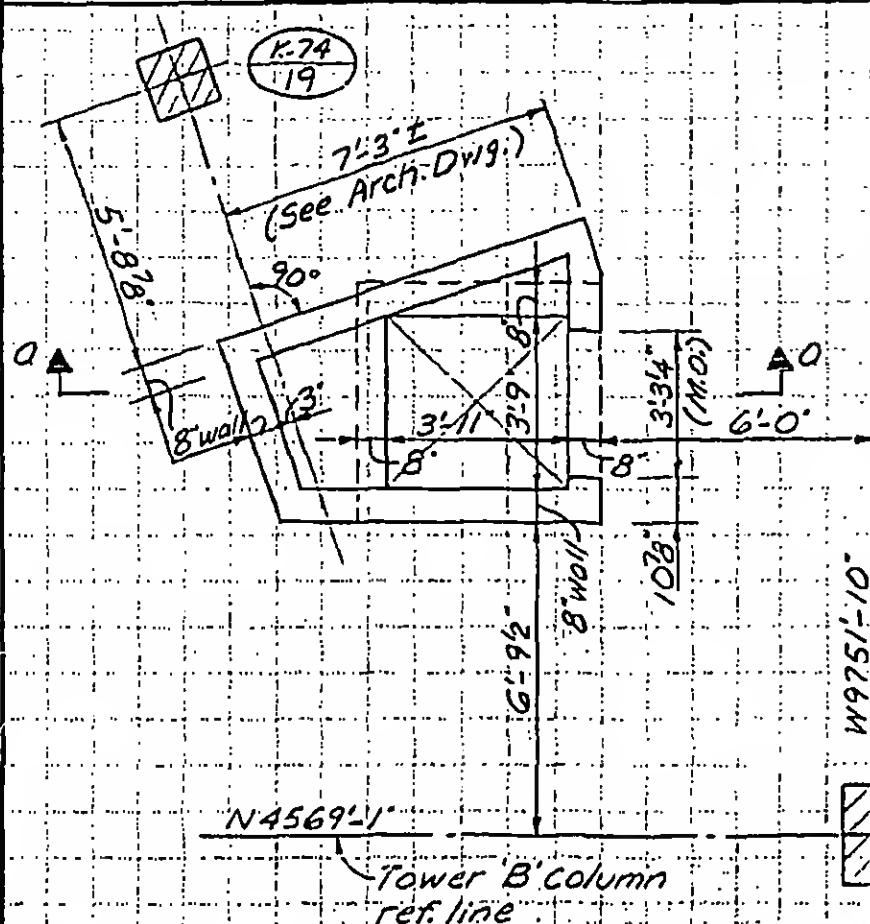 K-74
19
7'-3" ±
(See Arch. Dwg.)
5'-8⅞"
90°
a
a
8" wall
3"
8"
3'-11"
3'-9
8"
8"
3'-3¼"
(M.O.)
6'-0"
10⅞"
8" wall
6'-9½"
W9751'-10"
N4569'-1"
Tower 'B' column
ref. line